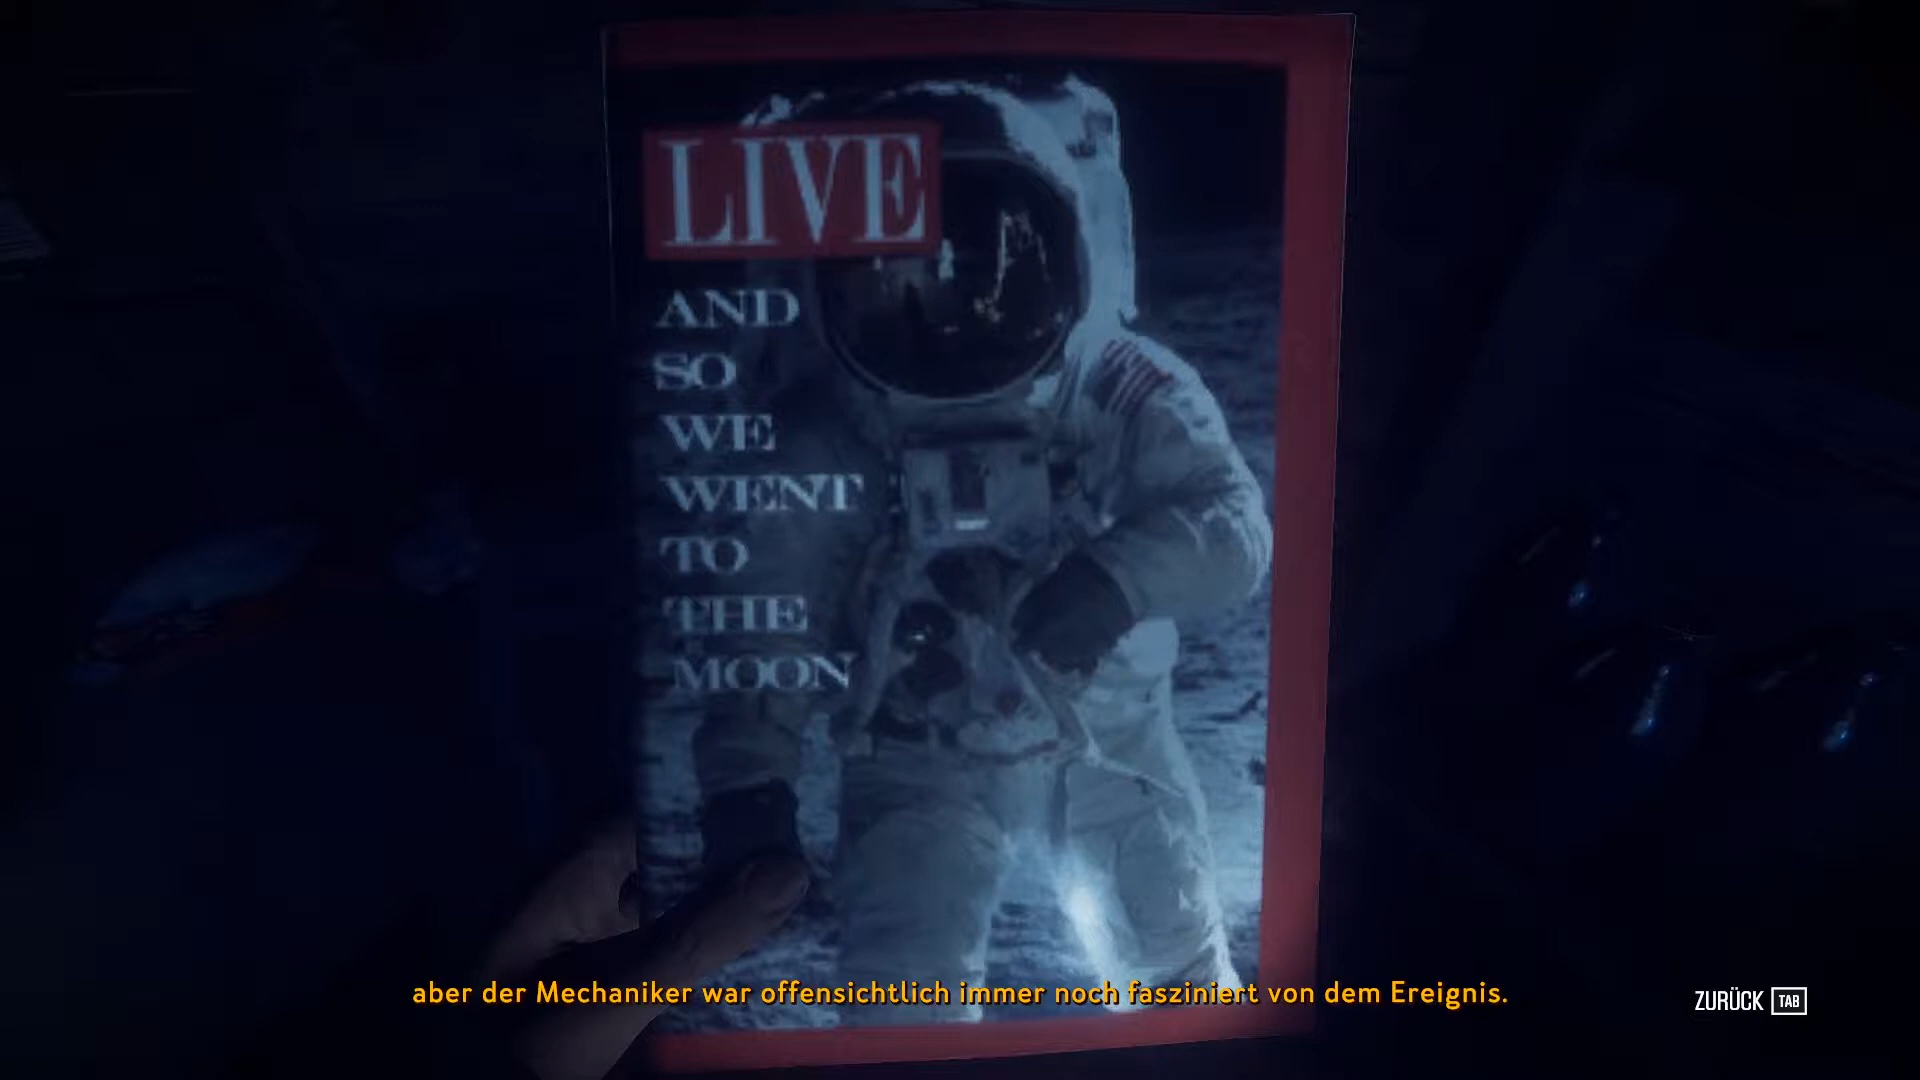 LIVE
AND
SO
WE
WENT
TO
THE
MOON
aber der Mechaniker war offensichtlich immer noch fasziniert von dem Ereignis.
ZURÜCK TAB